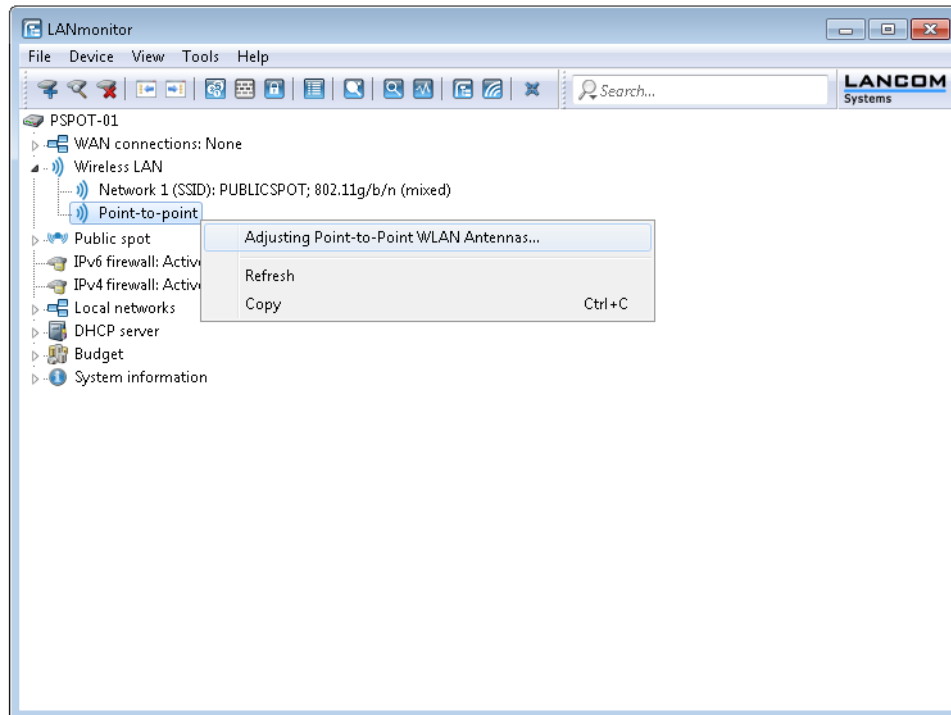 LANmonitor
File Device View Tools Help
Search...
LANCOM
Systems
PSPOT-01
WAN connections: None
Wireless LAN
Network 1 (SSID): PUBLICSPOT; 802.11g/b/n (mixed)
Point-to-point
Adjusting Point-to-Point WLAN Antennas...
Public spot
IPv6 firewall:
Refresh
IPv4 firewall:
Copy Ctrl+C
Local networks
DHCP server
Budget
System information